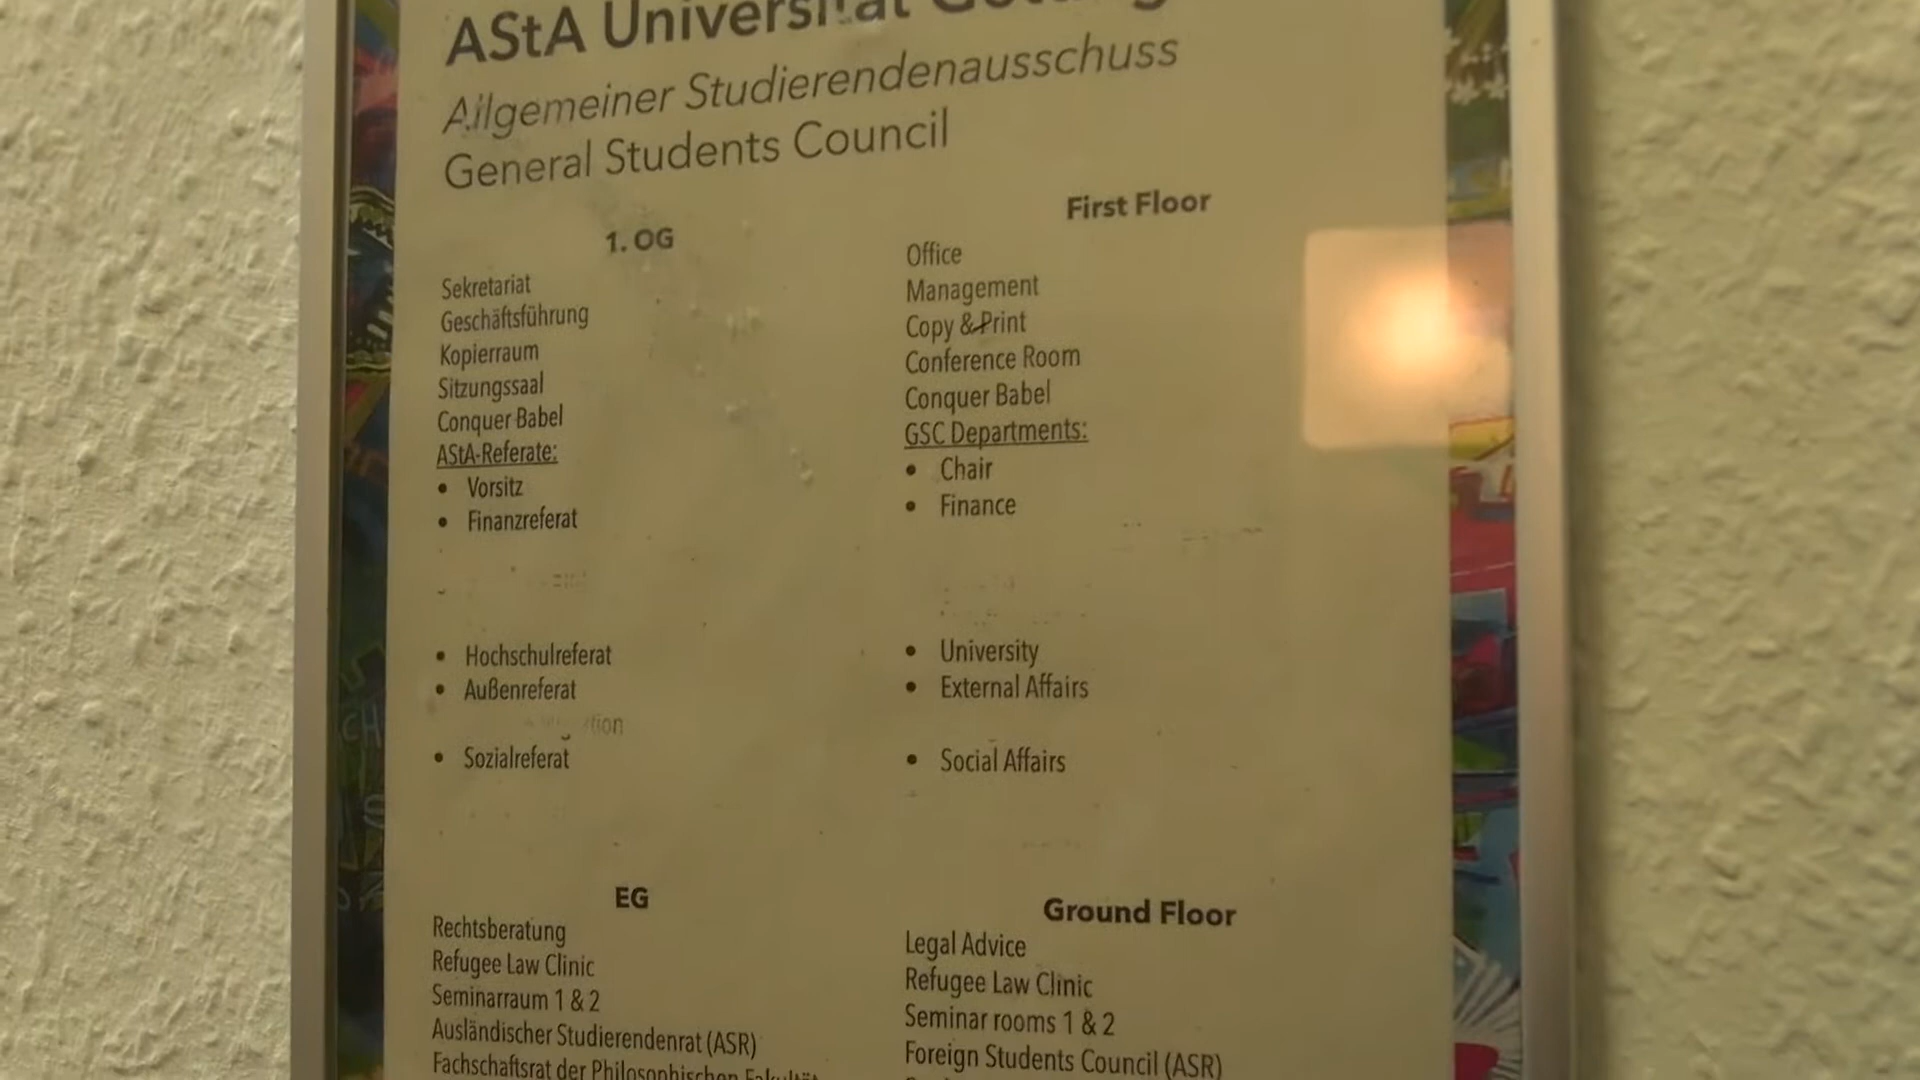 AStA Universität
Allgemeiner Studierendenausschuss
General Students Council
1. OG
Sekretariat
Geschäftsführung
Kopierraum
Sitzungssaal
Conquer Babel
AStA-Referate:
• Vorsitz
• Finanzreferat
• Hochschulreferat
• Außenreferat
• Sozialreferat
First Floor
Office
Management
Copy & Print
Conference Room
Conquer Babel
GSC Departments:
• Chair
• Finance
• University
• External Affairs
• Social Affairs
EG
Rechtsberatung
Refugee Law Clinic
Seminarraum 1 & 2
Ausländischer Studierendenrat (ASR)
Fachschaftsrat der Philosophischen Fakultät
Ground Floor
Legal Advice
Refugee Law Clinic
Seminar rooms 1 & 2
Foreign Students Council (ASR)